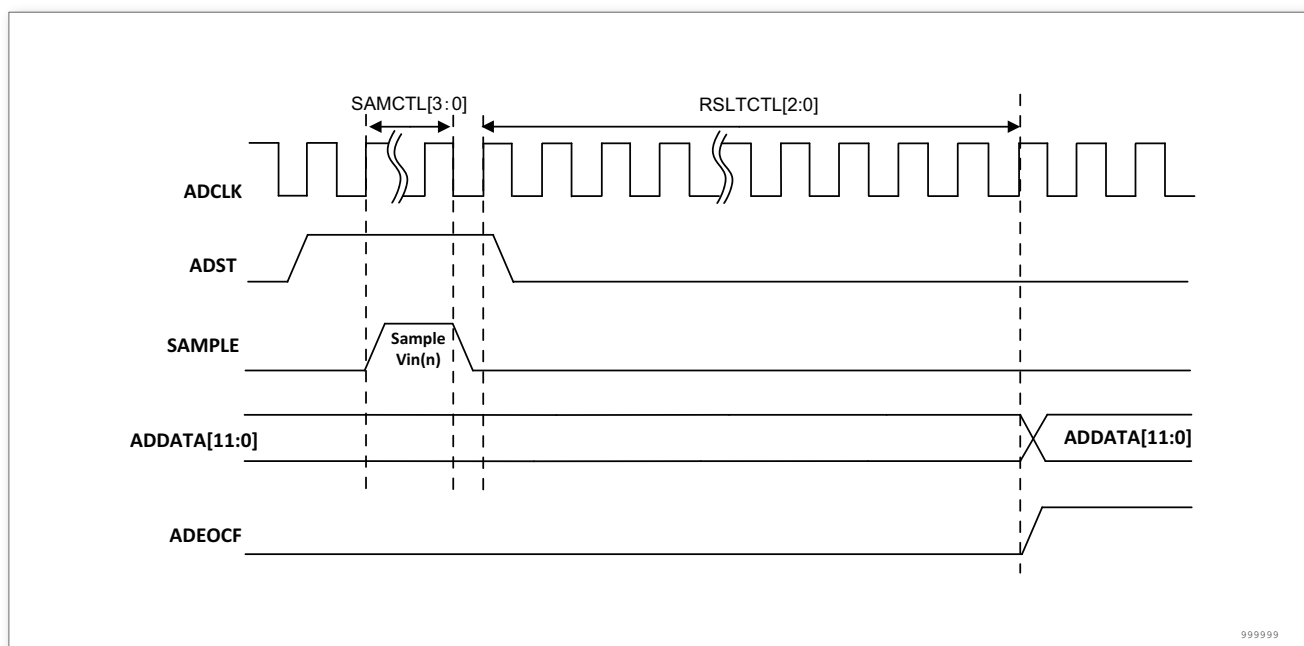 SAMCTL[3:0]
RSLTCTL[2:0]
ADCLK
ADST
SAMPLE
Sample
Vin(n)
ADDATA[11:0]
ADDATA[11:0]
ADEOCF
999999